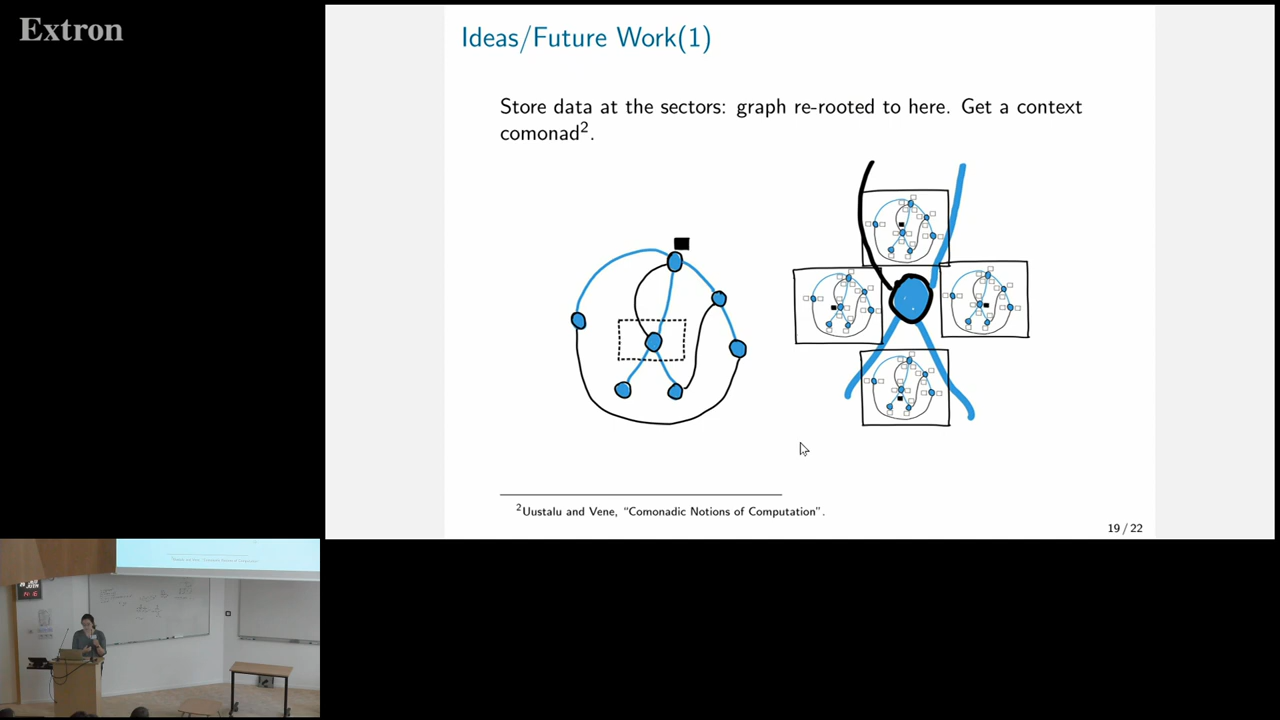 Extron
Ideas/Future Work(1)
Store data at the sectors: graph re-rooted to here. Get a context
comonad².
²Uustalu and Vene, “Comonadic Notions of Computation”.
19 / 22